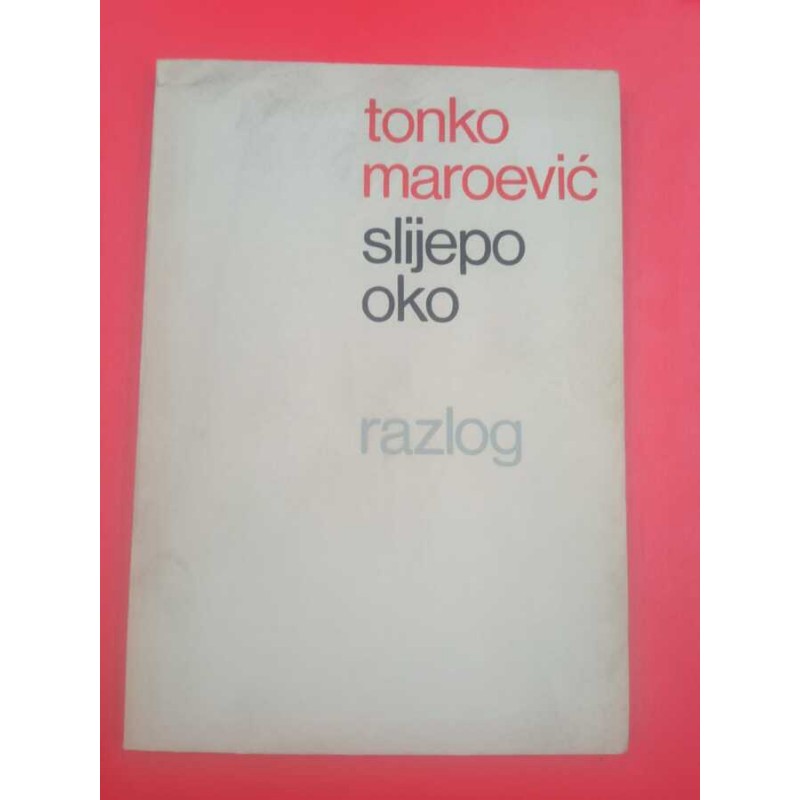 tonko
maroević
slijepo
oko
razlog